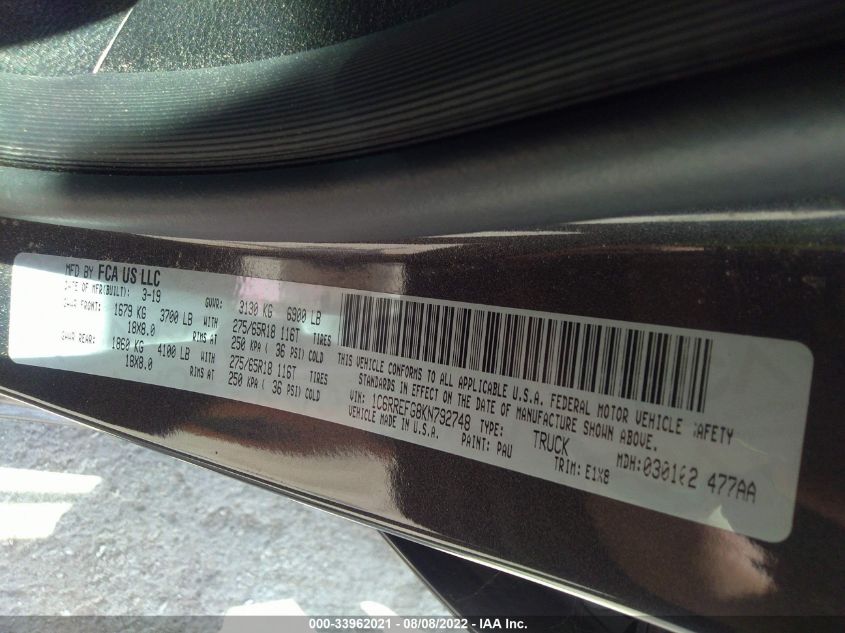 MFD BY FCA US LLC
DATE OF MFR(BUILT): 3-19 GVWR: 3130 KG 6900 LB
GAWR FRONT: 1679 KG 3700 LB WITH 275/65R18 116T TIRES
18X8.0 RIMS AT 250 KPA ( 36 PSI) COLD
GAWR REAR: 1860 KG 4100 LB WITH 275/65R18 116T TIRES
18X8.0 RIMS AT 250 KPA ( 36 PSI) COLD
THIS VEHICLE CONFORMS TO ALL APPLICABLE U.S.A. FEDERAL MOTOR VEHICLE SAFETY
STANDARDS IN EFFECT ON THE DATE OF MANUFACTURE SHOWN ABOVE.
VIN: 1C6RREFG8KN792748 TYPE: TRUCK MDH: 477AA
VEHICLE MADE IN U.S.A. PAINT: PAU TRIM: E1X8
000-33962021 - 08/08/2022 - IAA Inc.